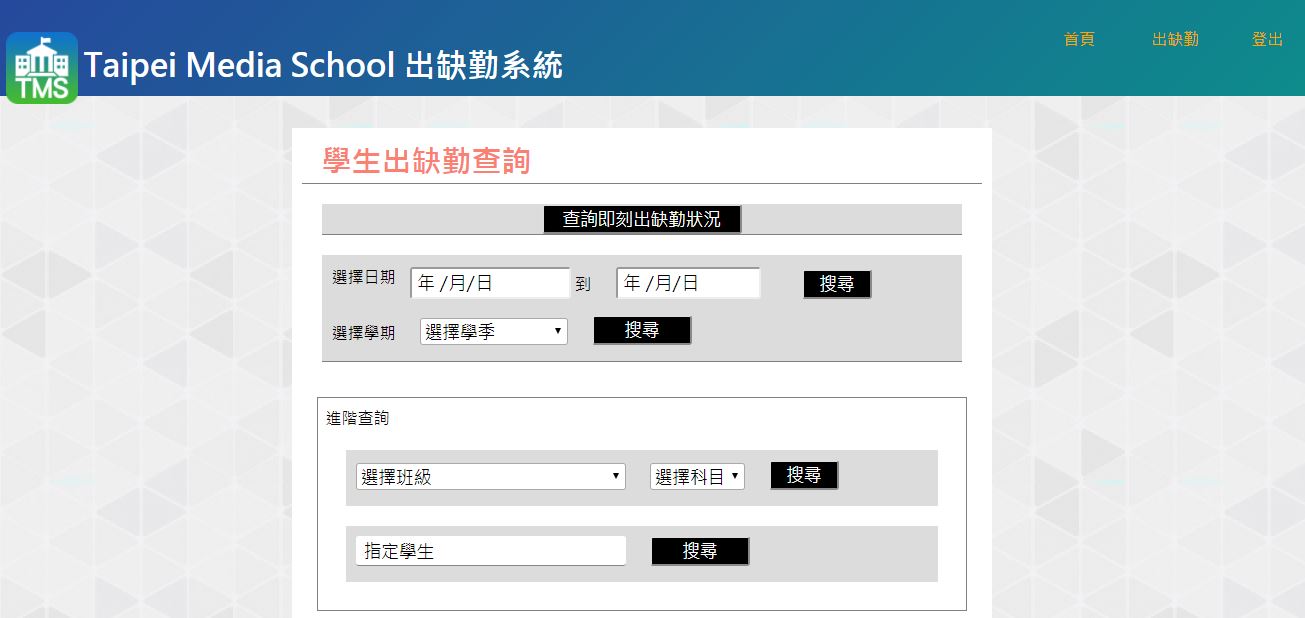 首頁 出缺勤 登出
TMS
Taipei Media School 出缺勤系統
學生出缺勤查詢
查詢即刻出缺勤狀況
選擇日期 年 /月/日 到 年 /月/日 搜尋
選擇學期 選擇學季 搜尋
進階查詢
選擇班級 選擇科目 搜尋
指定學生 搜尋